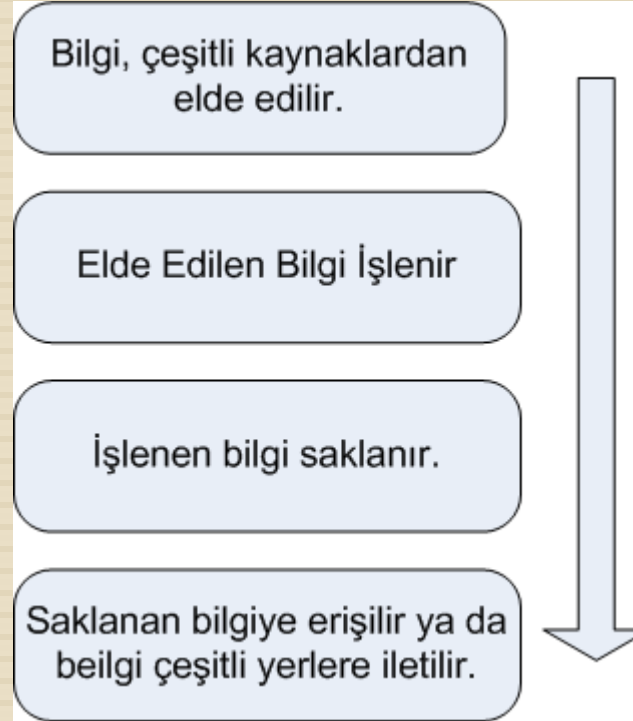 Bilgi, çeşitli kaynaklardan
elde edilir.
Elde Edilen Bilgi İşlenir
İşlenen bilgi saklanır.
Saklanan bilgiye erişilir ya da
beilgi çeşitli yerlere iletilir.